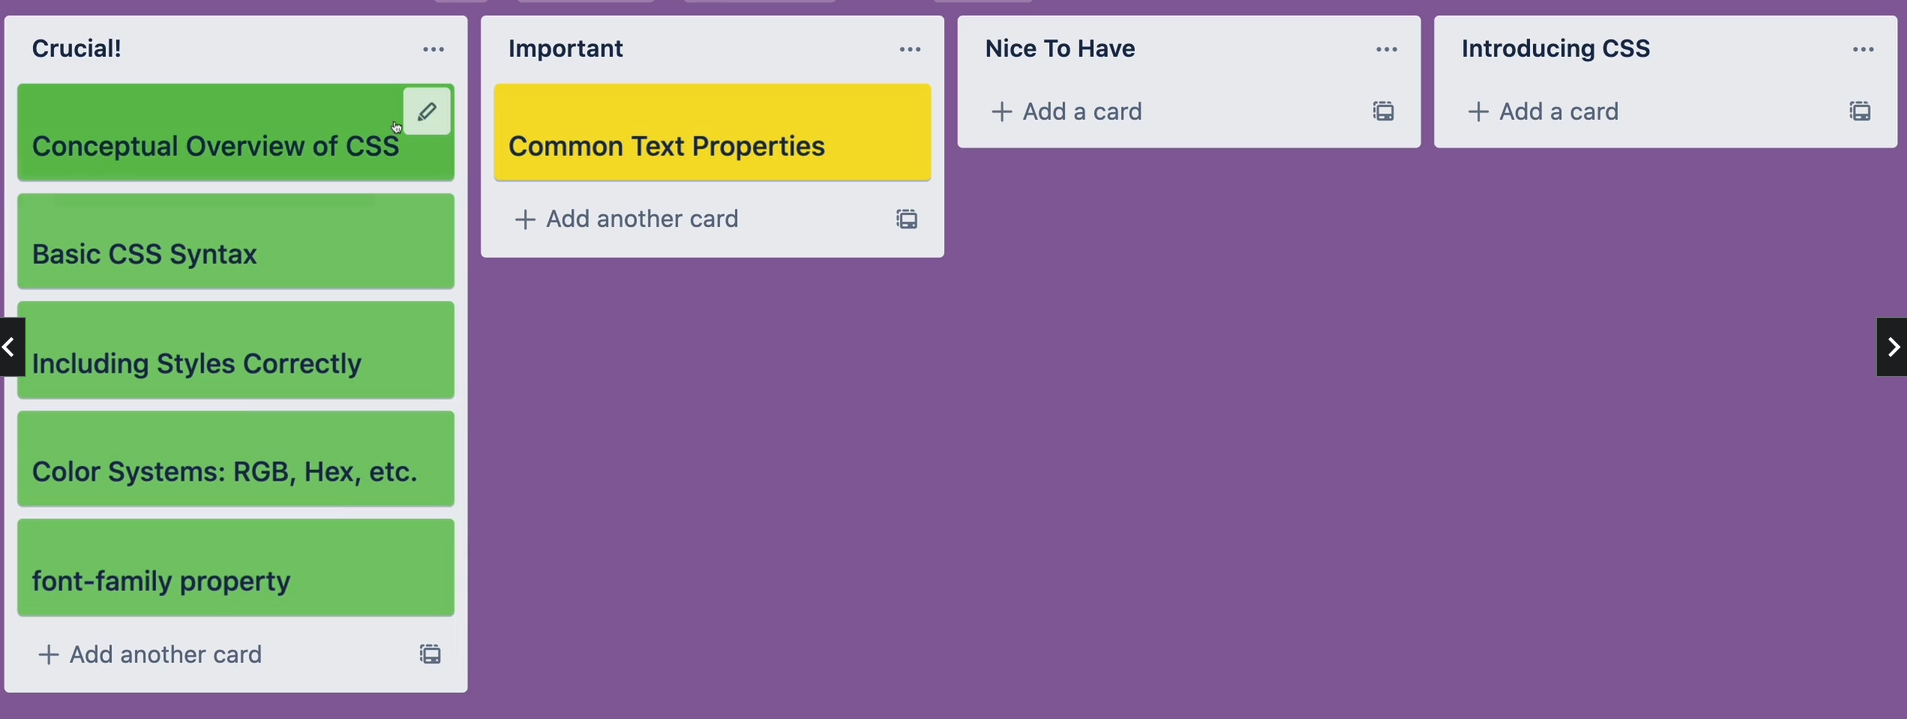 Crucial!
Conceptual Overview of CSS
Basic CSS Syntax
Including Styles Correctly
Color Systems: RGB, Hex, etc.
font-family property
+ Add another card
Important
Common Text Properties
+ Add another card
Nice To Have
+ Add a card
Introducing CSS
+ Add a card